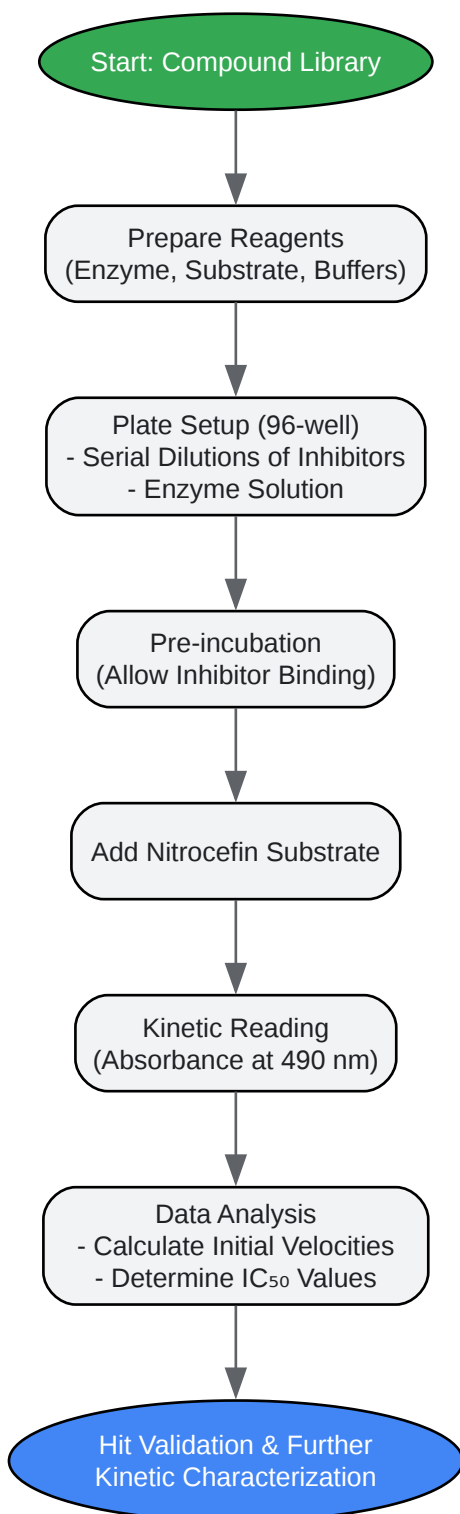 Start: Compound Library
Prepare Reagents
(Enzyme, Substrate, Buffers)
Plate Setup (96-well)
- Serial Dilutions of Inhibitors
- Enzyme Solution
Pre-incubation
(Allow Inhibitor Binding)
Add Nitrocefin Substrate
Kinetic Reading
(Absorbance at 490 nm)
Data Analysis
- Calculate Initial Velocities
- Determine IC₅₀ Values
Hit Validation & Further
Kinetic Characterization